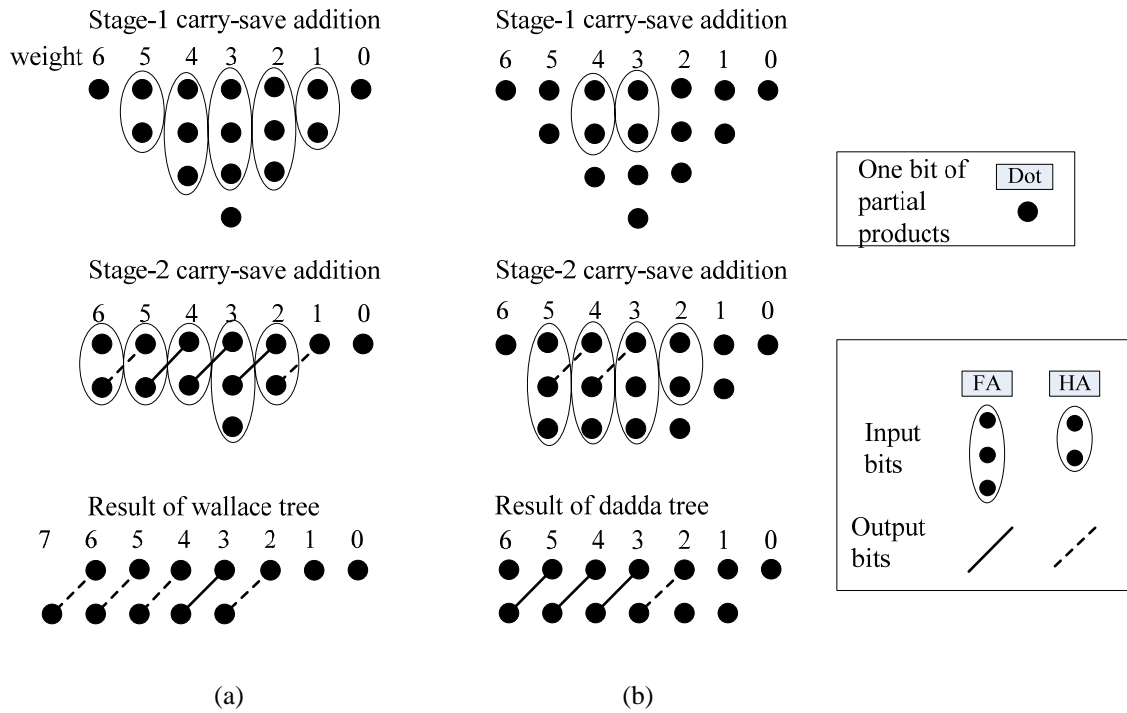 Stage-1 carry-save addition
weight 6 5 4 3 2 1 0
Stage-2 carry-save addition
6 5 4 3 2 1 0
Result of wallace tree
7 6 5 4 3 2 1 0
(a)
Stage-1 carry-save addition
6 5 4 3 2 1 0
Stage-2 carry-save addition
6 5 4 3 2 1 0
Result of dadda tree
6 5 4 3 2 1 0
(b)
One bit of
partial
products
Dot
FA HA
Input
bits
Output
bits